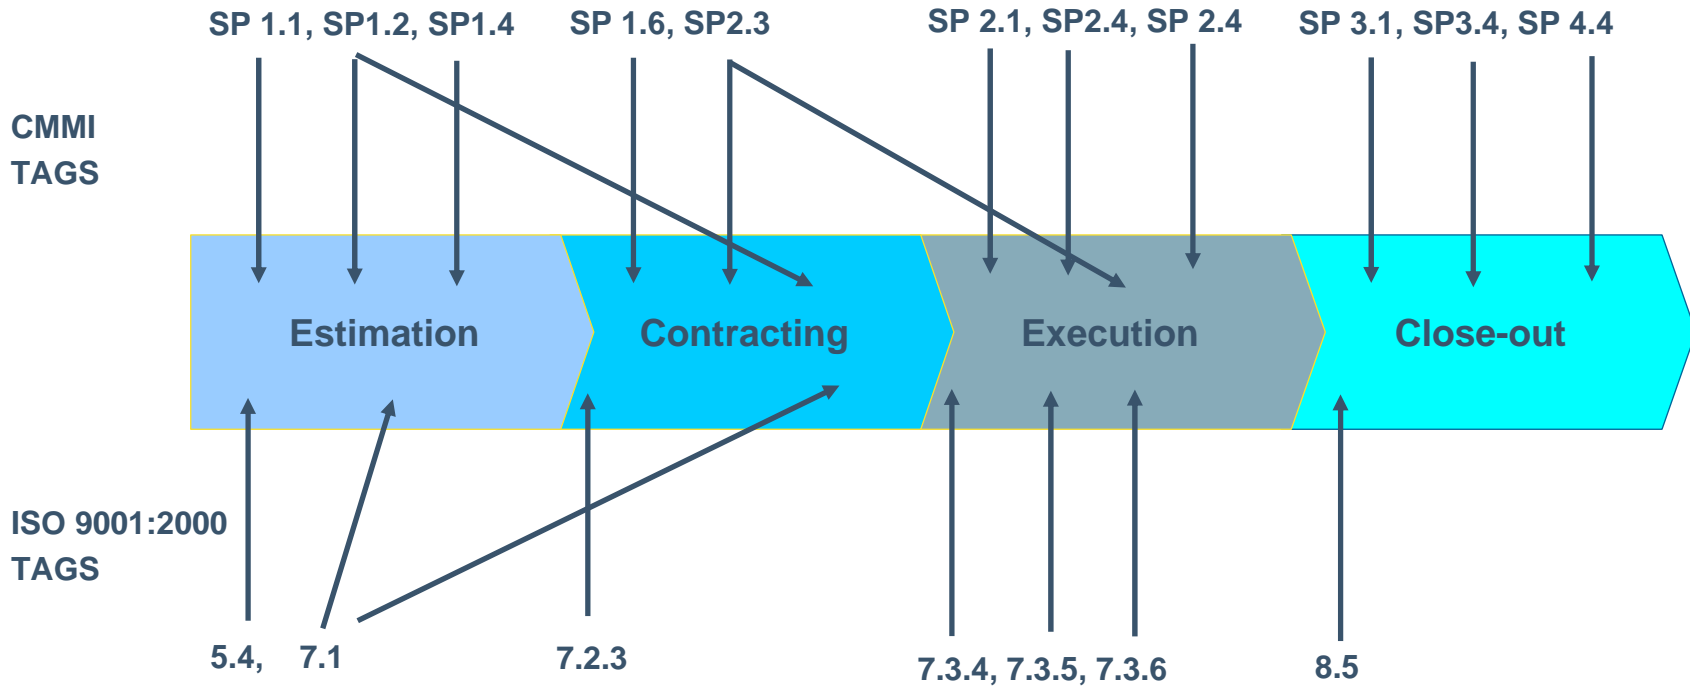 SP 1.1, SP1.2, SP1.4
SP 1.6, SP2.3
SP 2.1, SP2.4, SP 2.4
SP 3.1, SP3.4, SP 4.4
CMMI
TAGS
Estimation
Contracting
Execution
Close-out
ISO 9001:2000
TAGS
5.4, 7.1
7.2.3
7.3.4, 7.3.5, 7.3.6
8.5